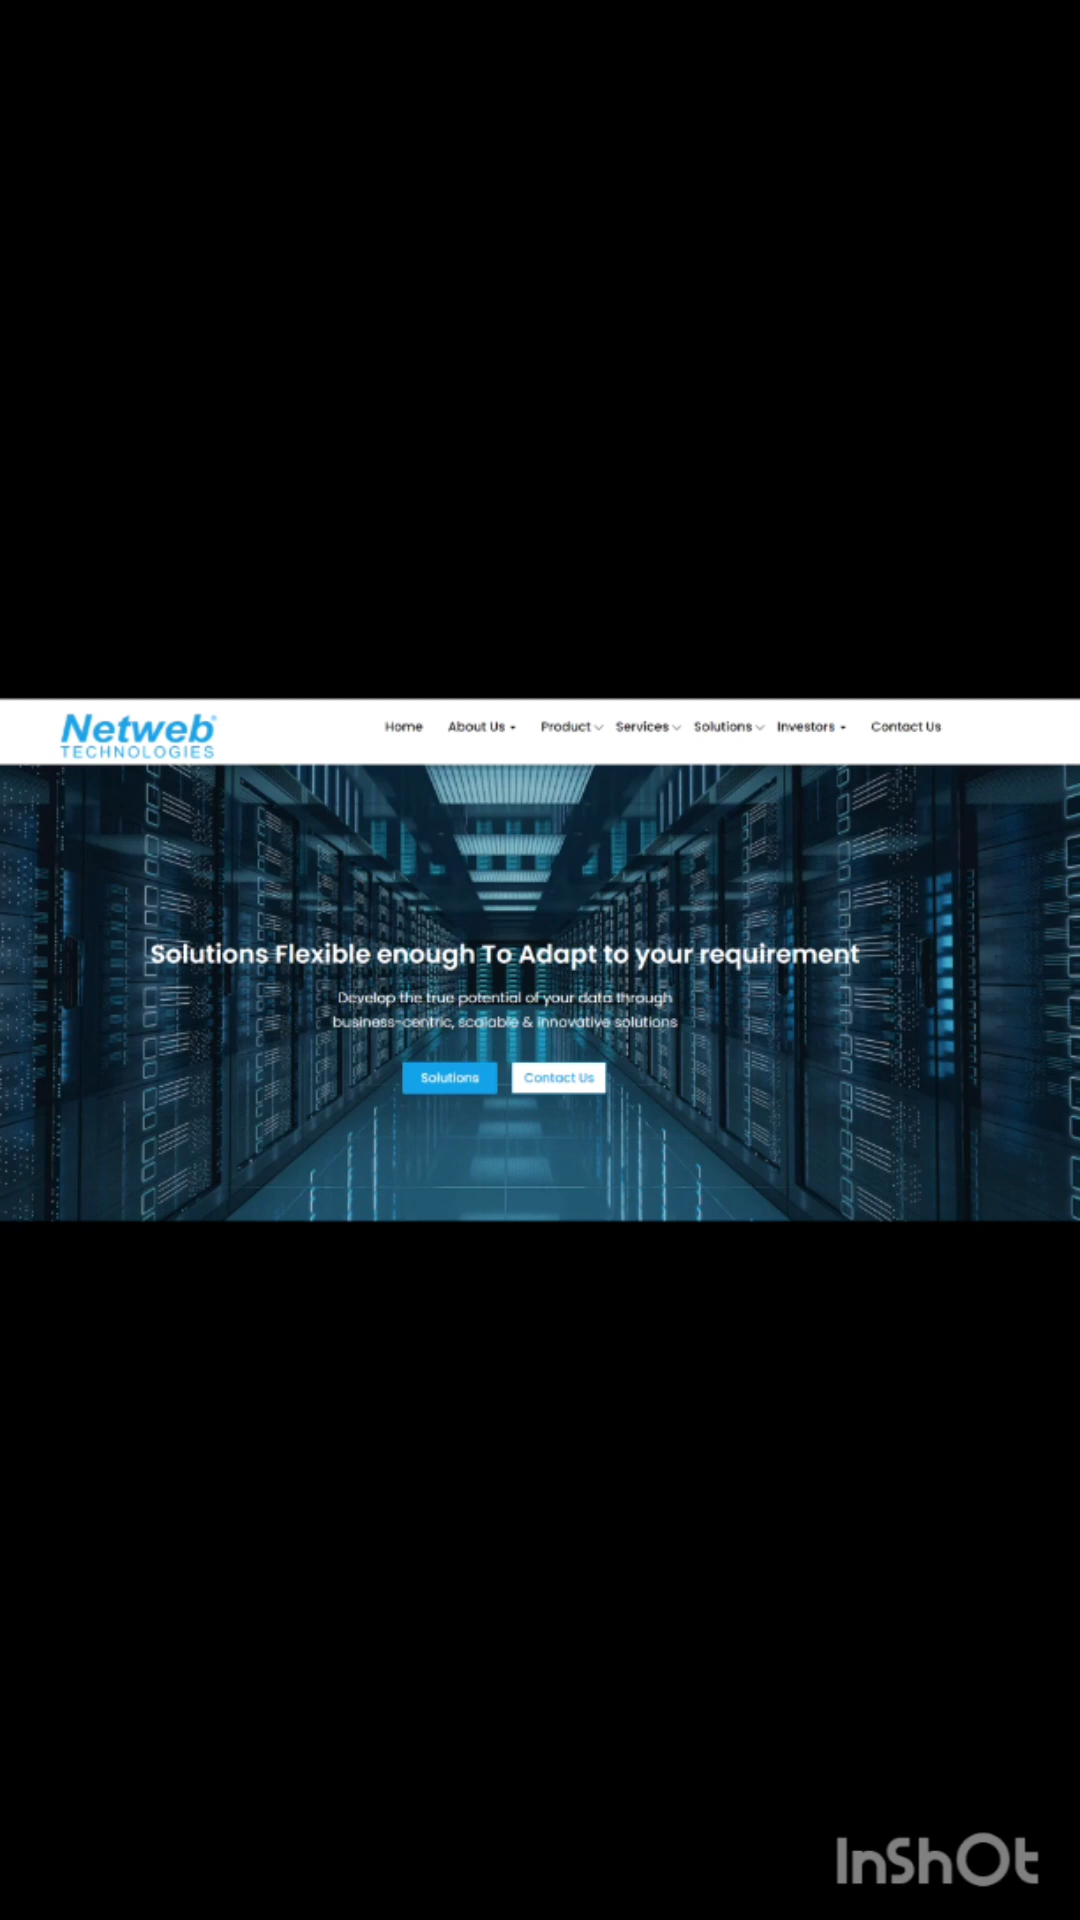 Netweb®
TECHNOLOGIES
Home About Us Product Services Solutions Investors Contact Us
Solutions Flexible enough To Adapt to your requirement
Develop the true potential of your data through
business-centric, scalable & innovative solutions
Solutions Contact Us
InShOt